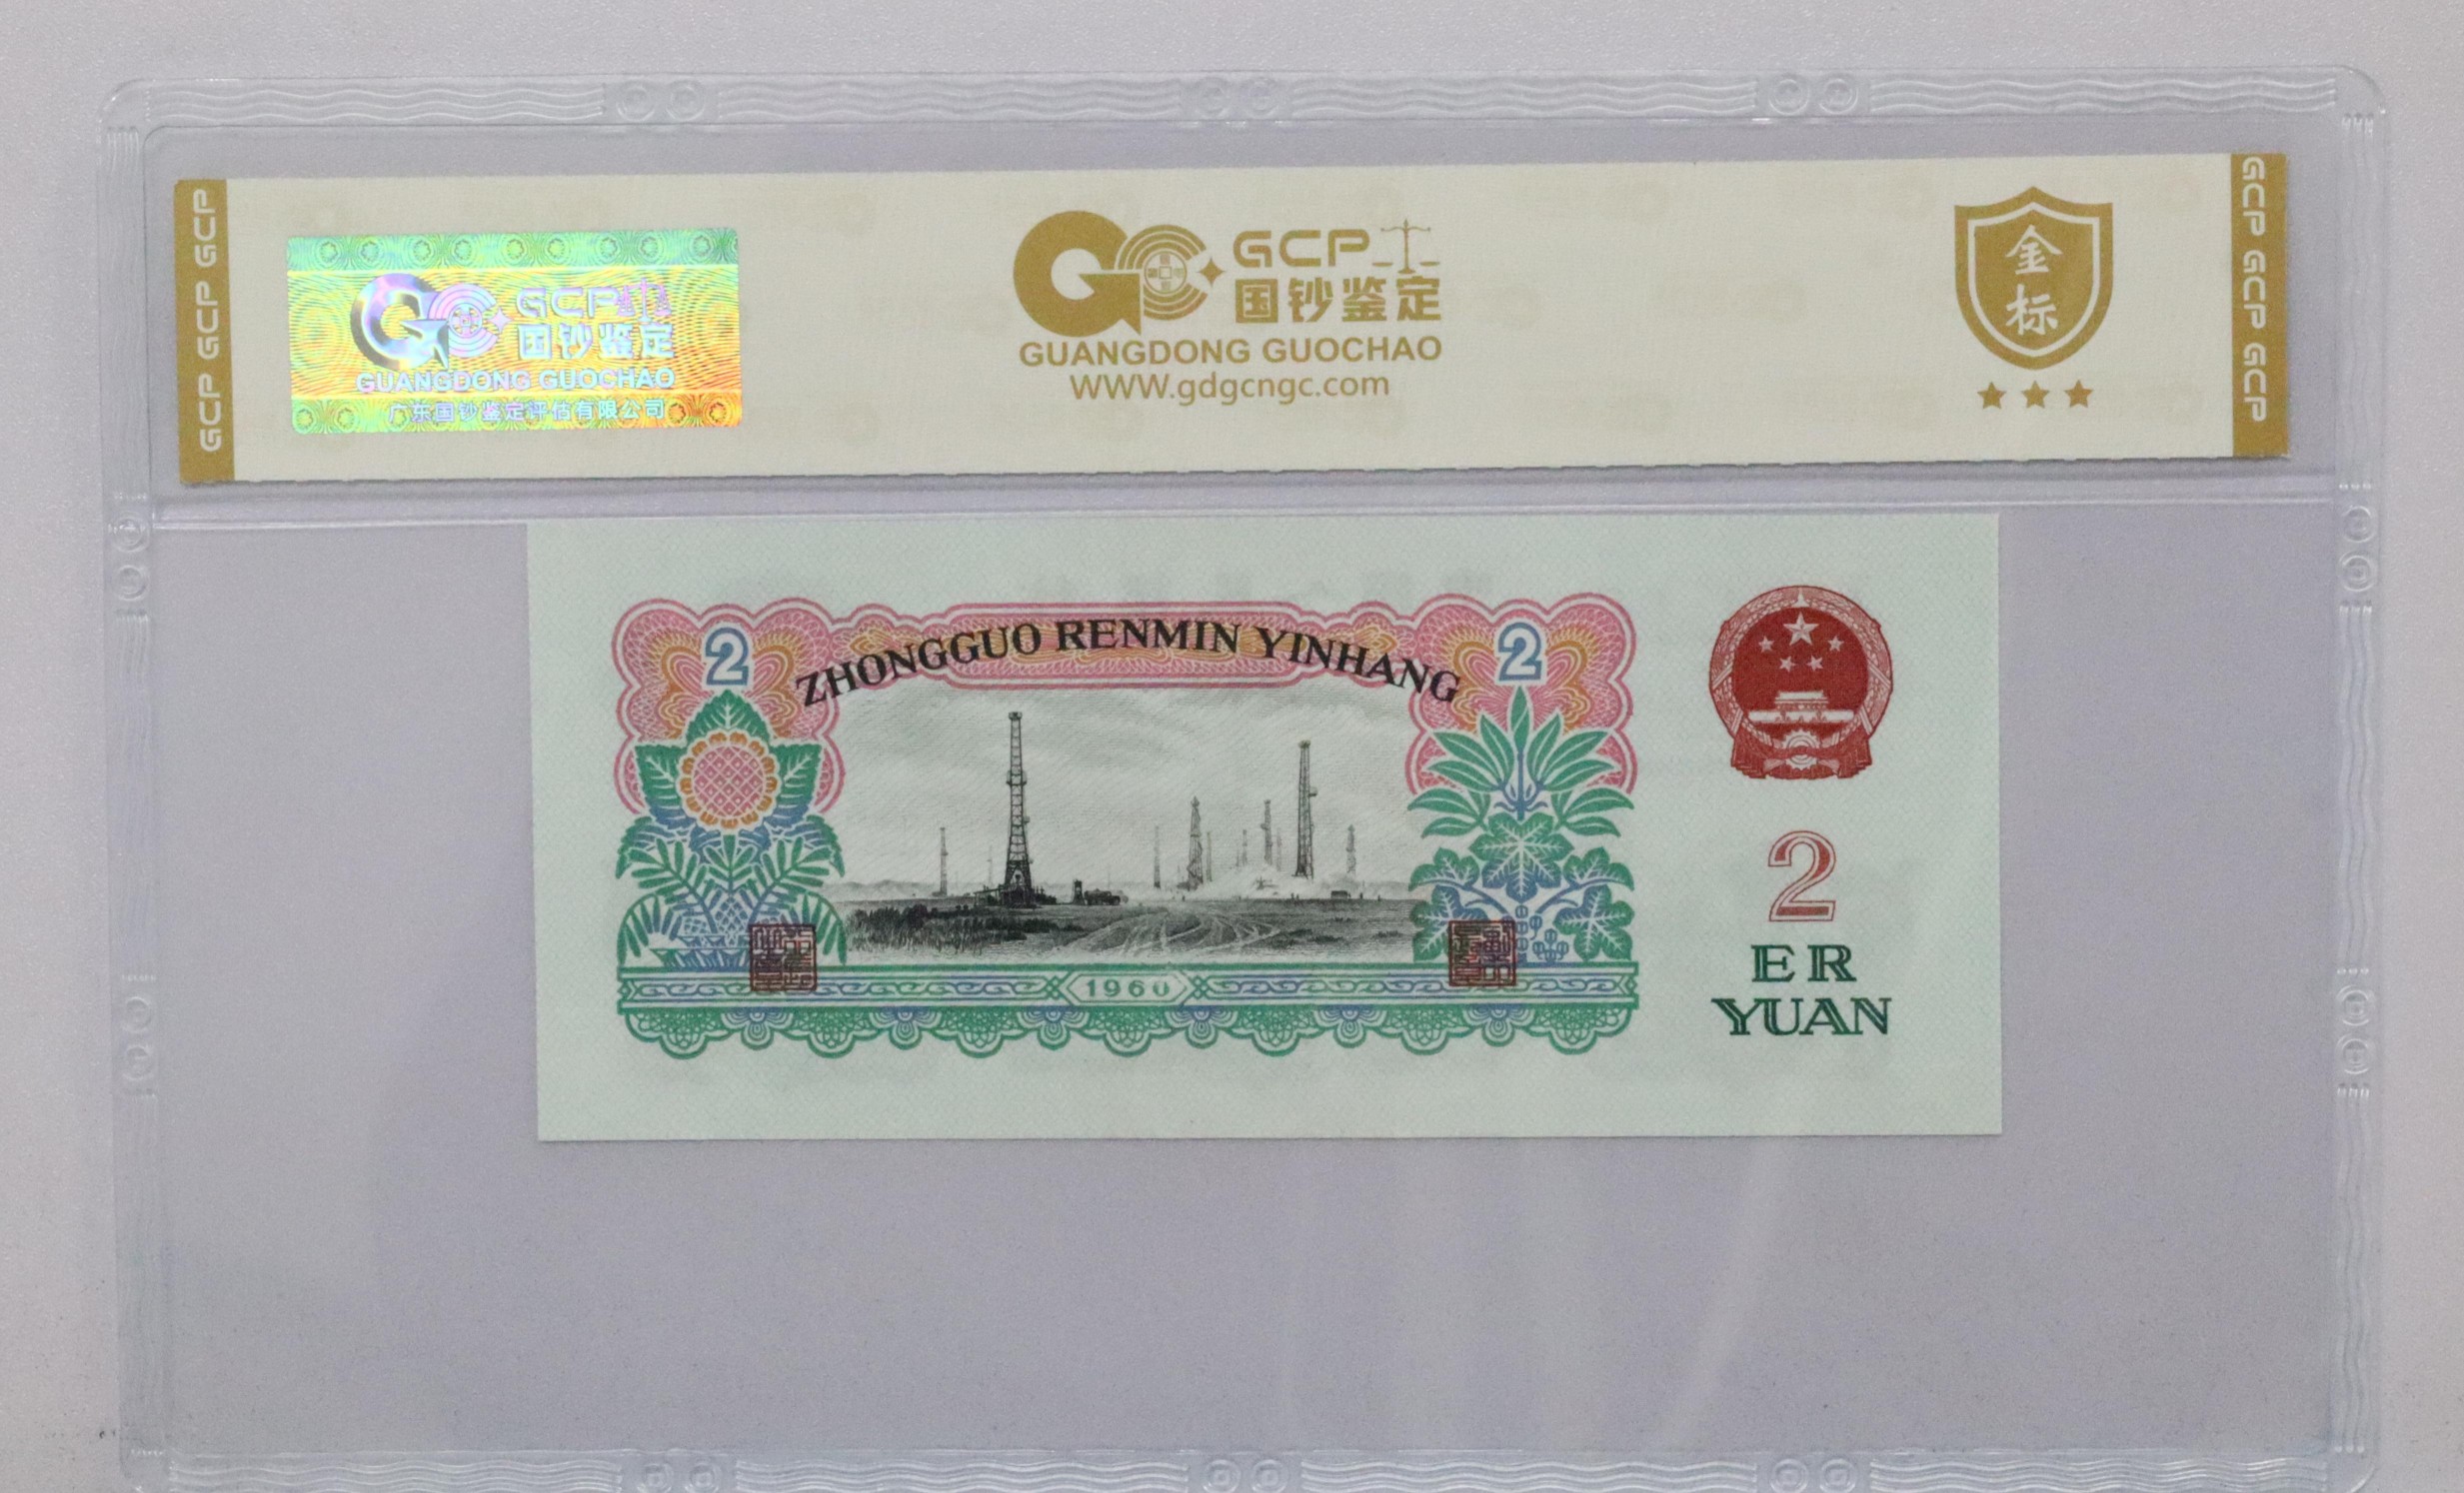 GCP GCP GCP
GCP
国钞鉴定
GUANGDONG GUOCHAO
广东国钞鉴定评估有限公司
GCP
国钞鉴定
GUANGDONG GUOCHAO
WWW.gdgcngc.com
金
标
GCP GCP GCP
2
ZHONGGUO RENMIN YINHANG
2
1960
2
ER
YUAN